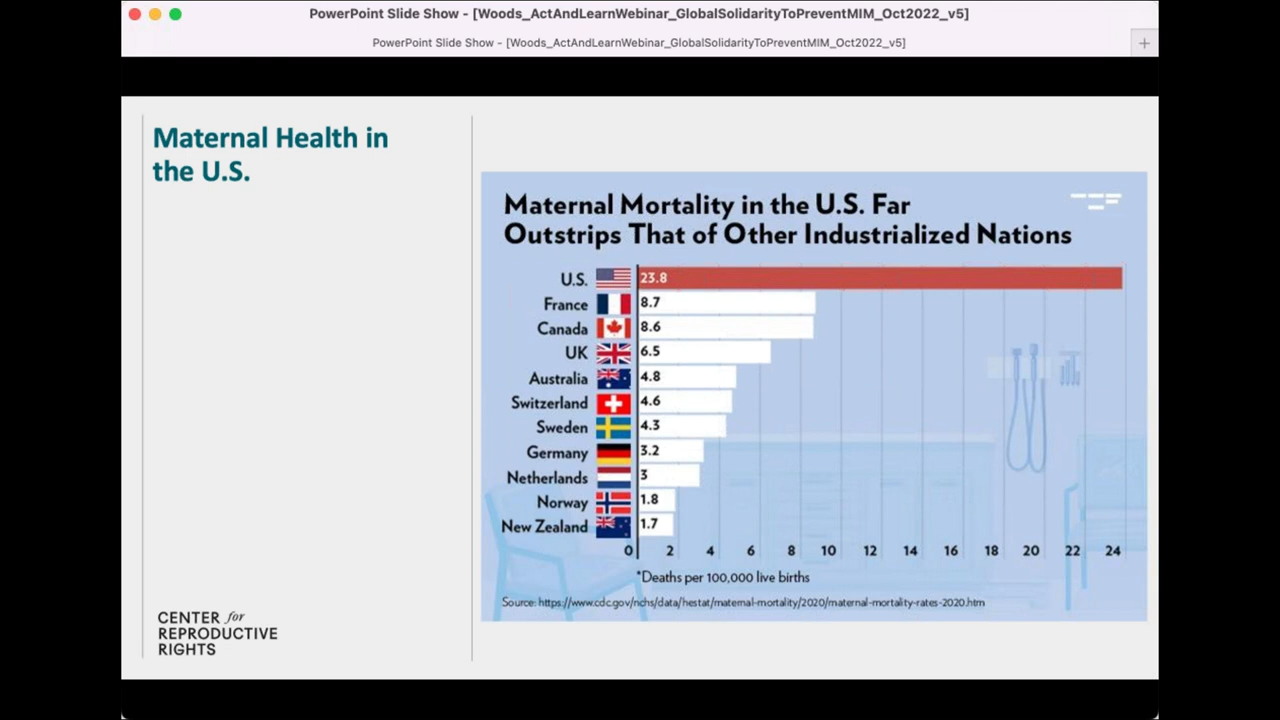 PowerPoint Slide Show - [Woods_ActAndLearnWebinar_GlobalSolidarityToPreventMIM_Oct2022_v5]
PowerPoint Slide Show - [Woods_ActAndLearnWebinar_GlobalSolidarityToPreventMIM_Oct2022_v5]
Maternal Health in
the U.S.
Maternal Mortality in the U.S. Far
Outstrips That of Other Industrialized Nations
U.S. 23.8
France 8.7
Canada 8.6
UK 6.5
Australia 4.8
Switzerland 4.6
Sweden 4.3
Germany 3.2
Netherlands 3
Norway 1.8
New Zealand 1.7
0 2 4 6 8 10 12 14 16 18 20 22 24
*Deaths per 100,000 live births
Source: https://www.cdc.gov/nchs/data/hestat/maternal-mortality/2020/maternal-mortality-rates-2020.htm
CENTER for
REPRODUCTIVE
RIGHTS